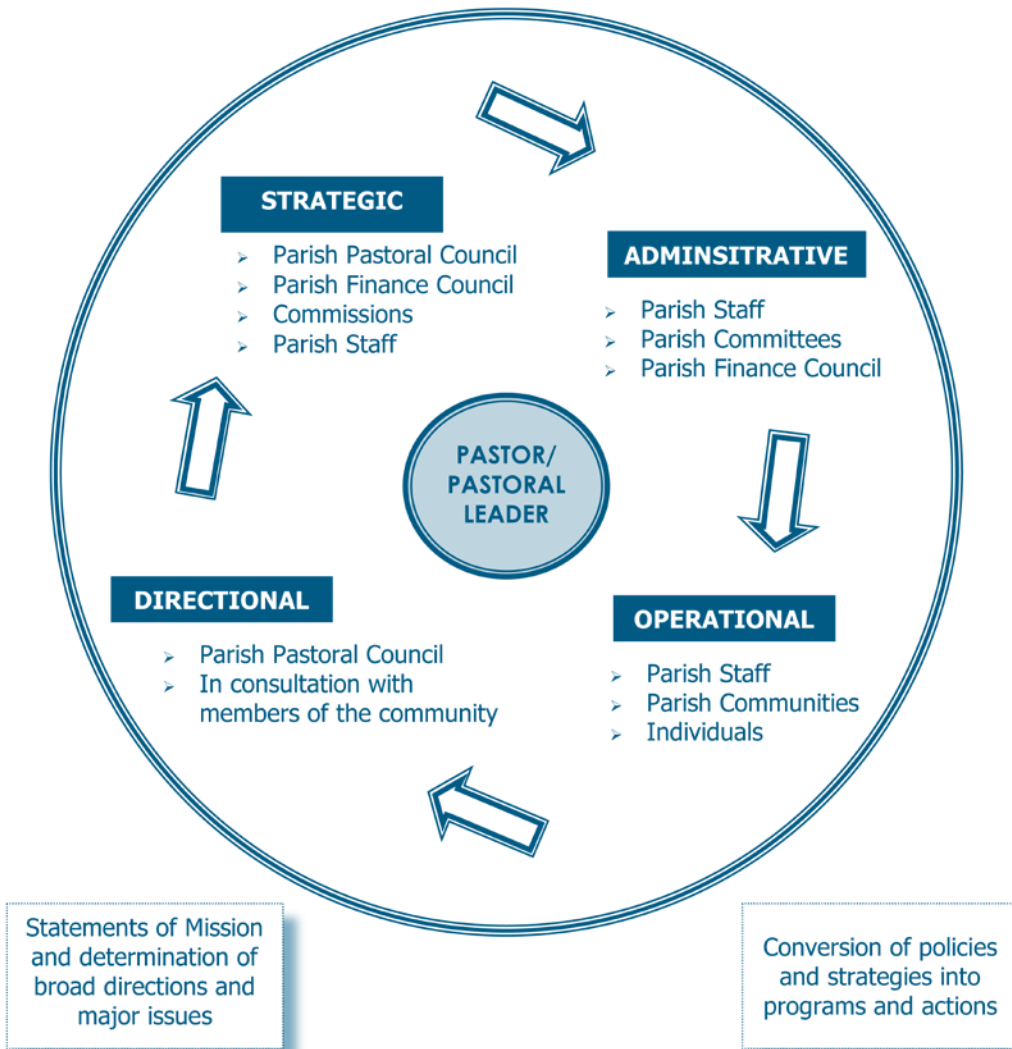 STRATEGIC
➢ Parish Pastoral Council
➢ Parish Finance Council
➢ Commissions
➢ Parish Staff
ADMINSITRATIVE
➢ Parish Staff
➢ Parish Committees
➢ Parish Finance Council
PASTOR/
PASTORAL
LEADER
DIRECTIONAL
➢ Parish Pastoral Council
➢ In consultation with
members of the community
OPERATIONAL
➢ Parish Staff
➢ Parish Communities
➢ Individuals
Statements of Mission
and determination of
broad directions and
major issues
Conversion of policies
and strategies into
programs and actions